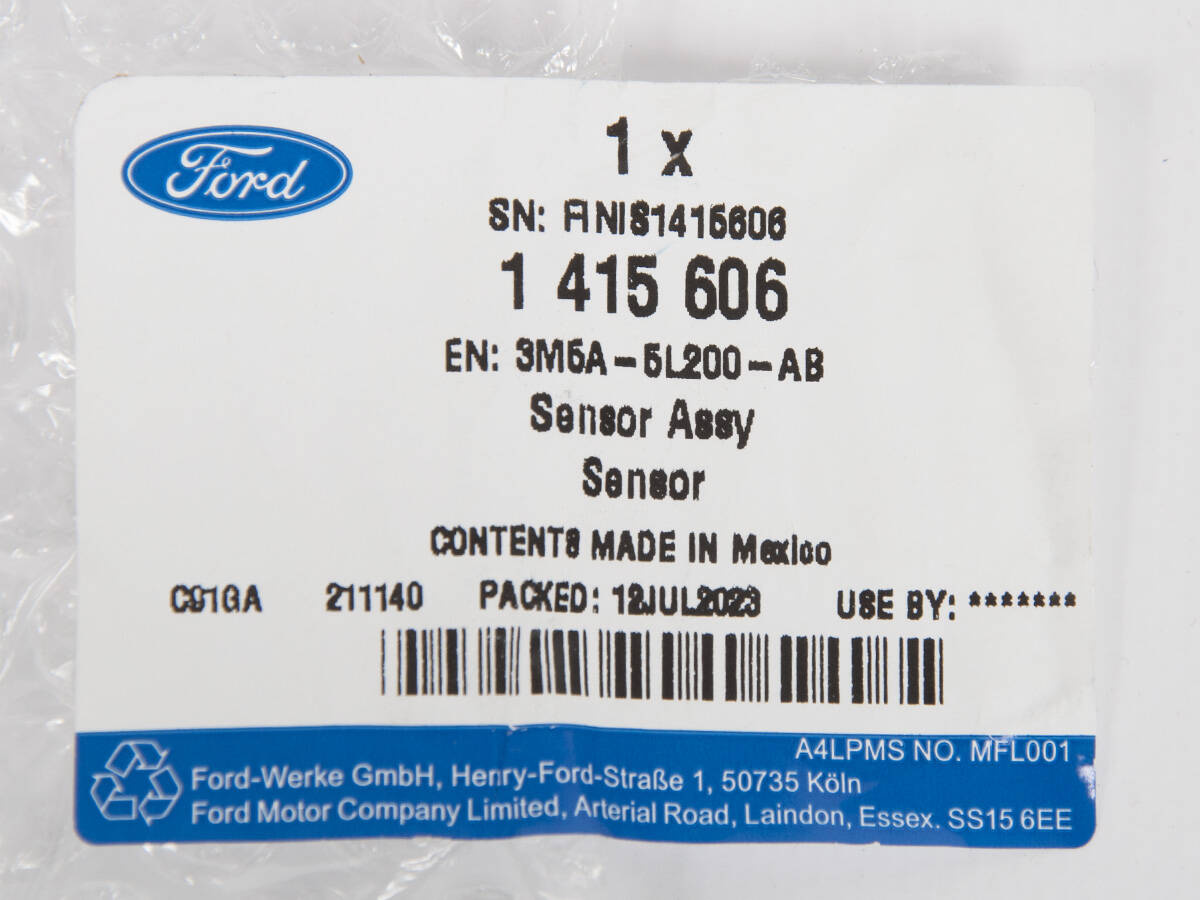 Ford
1 x
SN: FINIS1415606
1 415 606
EN: 3M5A-5L200-AB
Sensor Assy
Sensor
CONTENTS MADE IN Mexico
C91GA 211140 PACKED: 12JUL2023 USE BY: *******
A4LPMS NO. MFL001
Ford-Werke GmbH, Henry-Ford-Straße 1, 50735 Köln
Ford Motor Company Limited, Arterial Road, Laindon, Essex. SS15 6EE